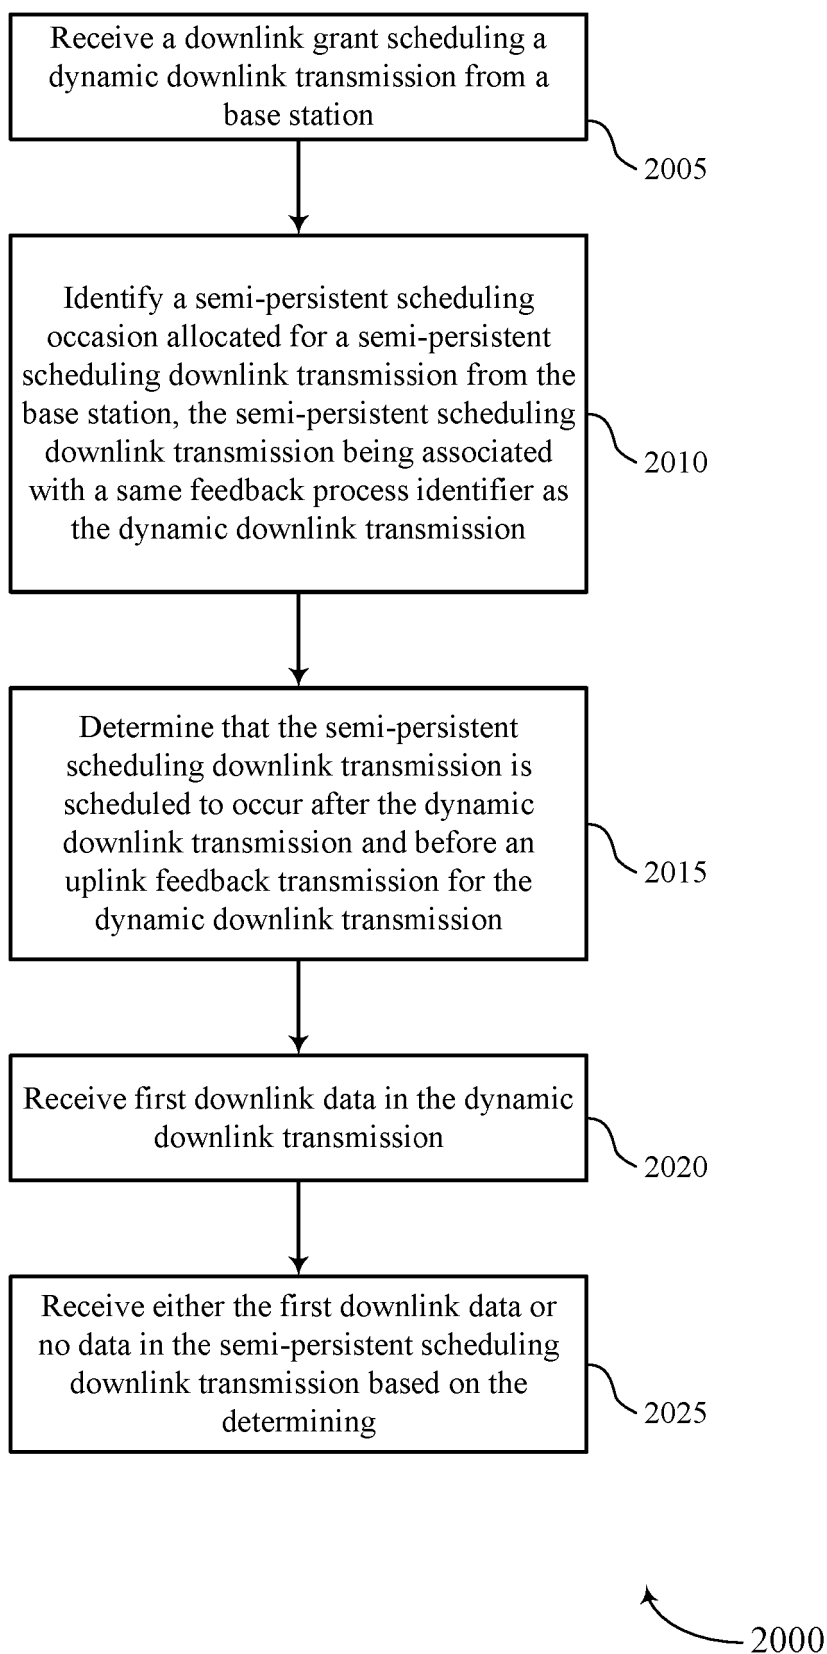 Receive a downlink grant scheduling a
dynamic downlink transmission from a
base station
2005
Identify a semi-persistent scheduling
occasion allocated for a semi-persistent
scheduling downlink transmission from the
base station, the semi-persistent scheduling
downlink transmission being associated
with a same feedback process identifier as
the dynamic downlink transmission
2010
Determine that the semi-persistent
scheduling downlink transmission is
scheduled to occur after the dynamic
downlink transmission and before an
uplink feedback transmission for the
dynamic downlink transmission
2015
Receive first downlink data in the dynamic
downlink transmission
2020
Receive either the first downlink data or
no data in the semi-persistent scheduling
downlink transmission based on the
determining
2025
2000